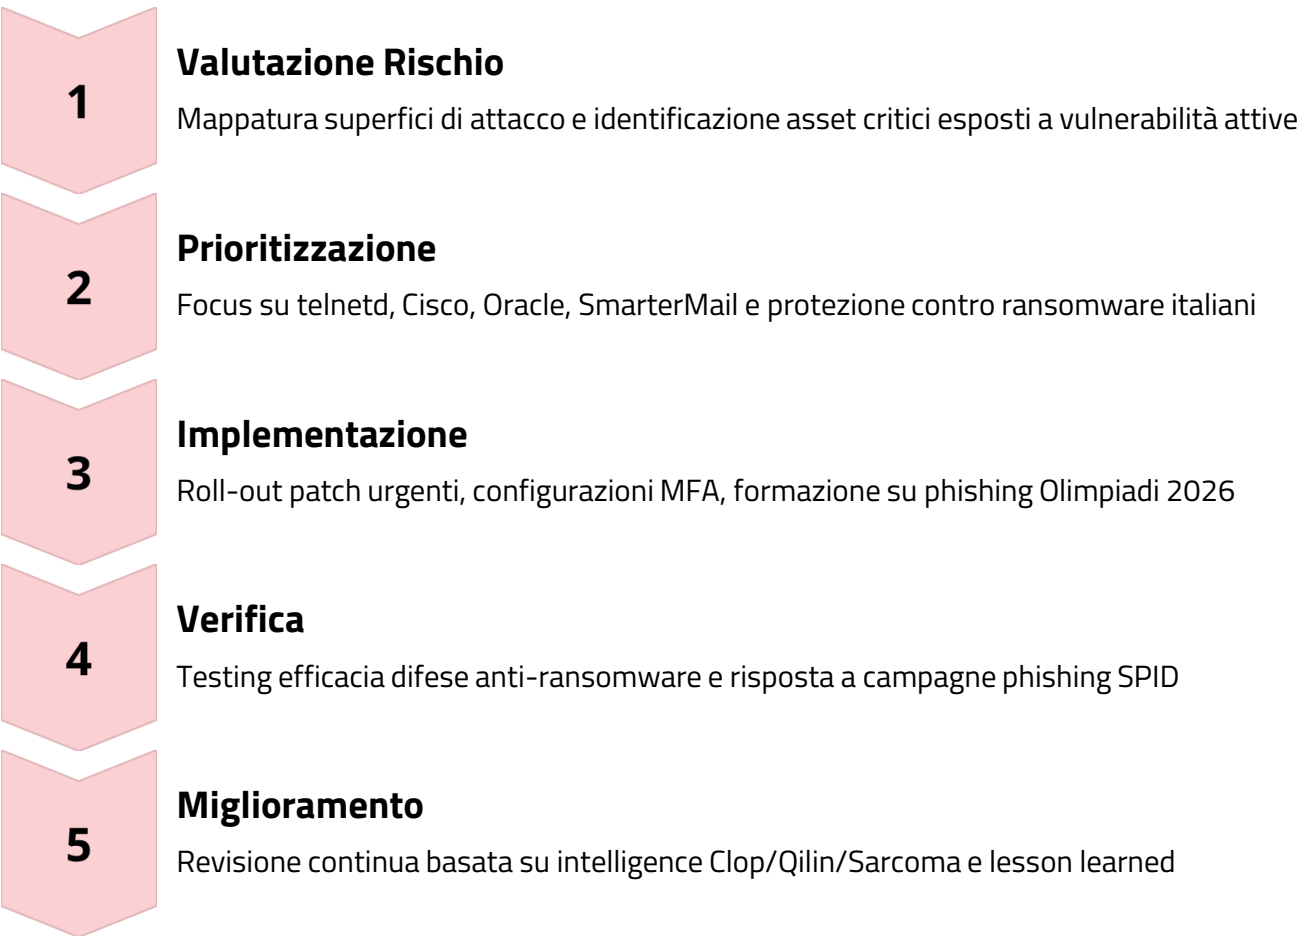 1
Valutazione Rischio
Mappatura superfici di attacco e identificazione asset critici esposti a vulnerabilità attive
2
Prioritizzazione
Focus su telnetd, Cisco, Oracle, SmarterMail e protezione contro ransomware italiani
3
Implementazione
Roll-out patch urgenti, configurazioni MFA, formazione su phishing Olimpiadi 2026
4
Verifica
Testing efficacia difese anti-ransomware e risposta a campagne phishing SPID
5
Miglioramento
Revisione continua basata su intelligence Clop/Qilin/Sarcoma e lesson learned